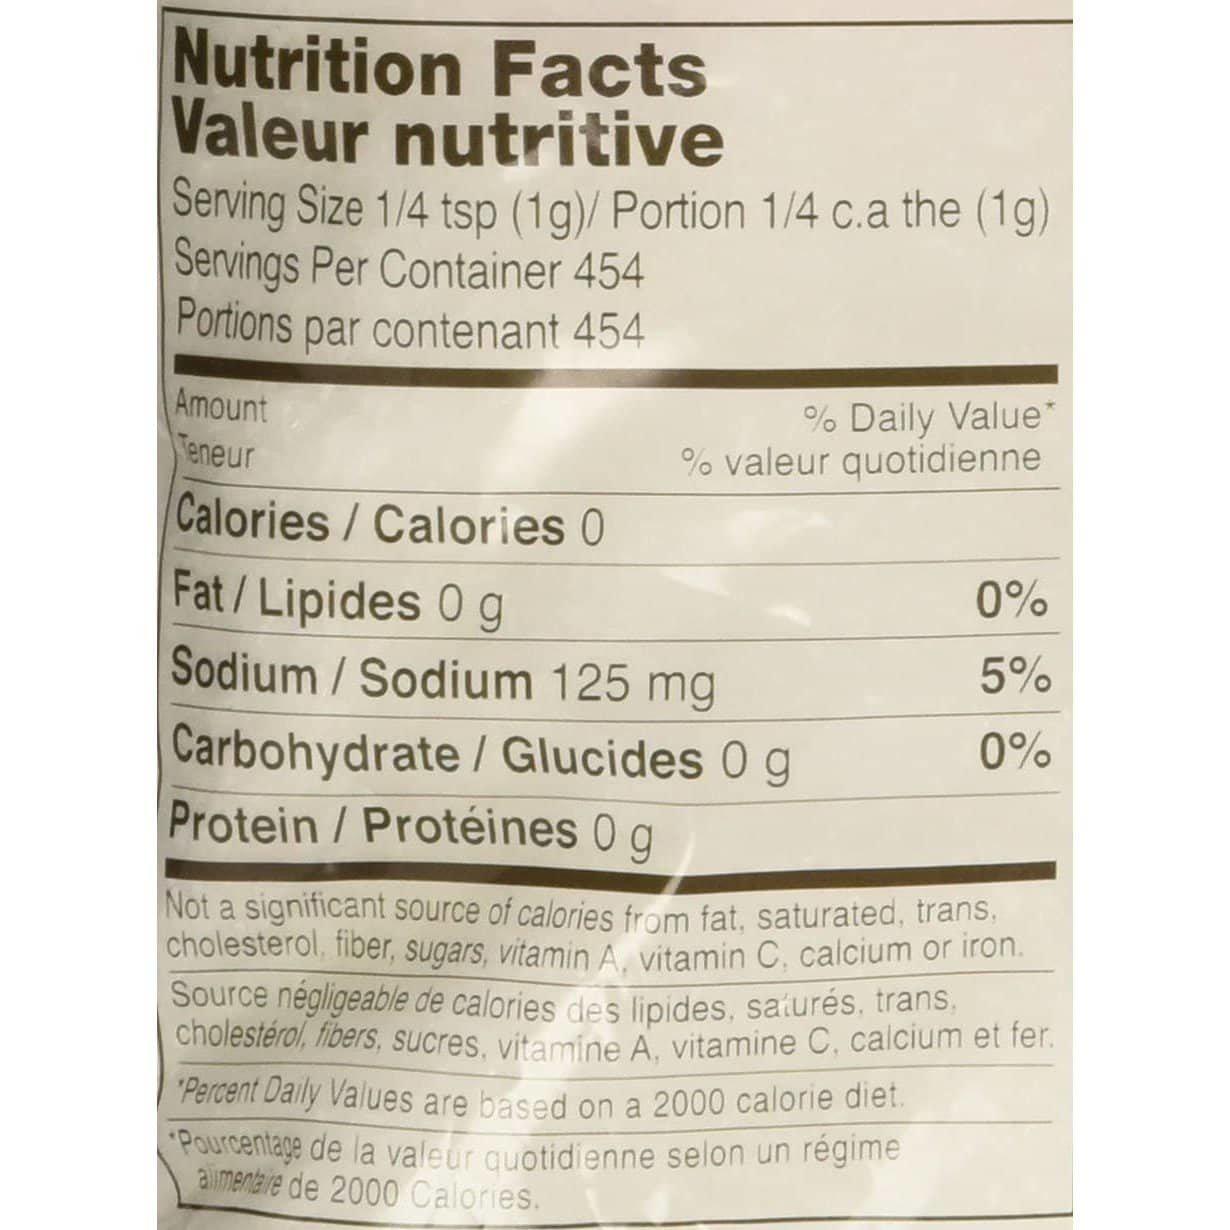 Nutrition Facts
Valeur nutritive
Serving Size 1/4 tsp (1g)/ Portion 1/4 c.a the (1g)
Servings Per Container 454
Portions par contenant 454
Amount
% Daily Value*
Teneur
% valeur quotidienne
Calories / Calories 0
Fat / Lipides 0 g 0%
Sodium / Sodium 125 mg 5%
Carbohydrate / Glucides 0 g 0%
Protein / Protéines 0 g
Not a significant source of calories from fat, saturated, trans,
cholesterol, fiber, sugars, vitamin A, vitamin C, calcium or iron.
Source négligeable de calories des lipides, saturés, trans,
cholestérol, fibers, sucres, vitamine A, vitamine C, calcium et fer.
*Percent Daily Values are based on a 2000 calorie diet.
*Pourcentage de la valeur quotidienne selon un régime
alimentaire de 2000 Calories.